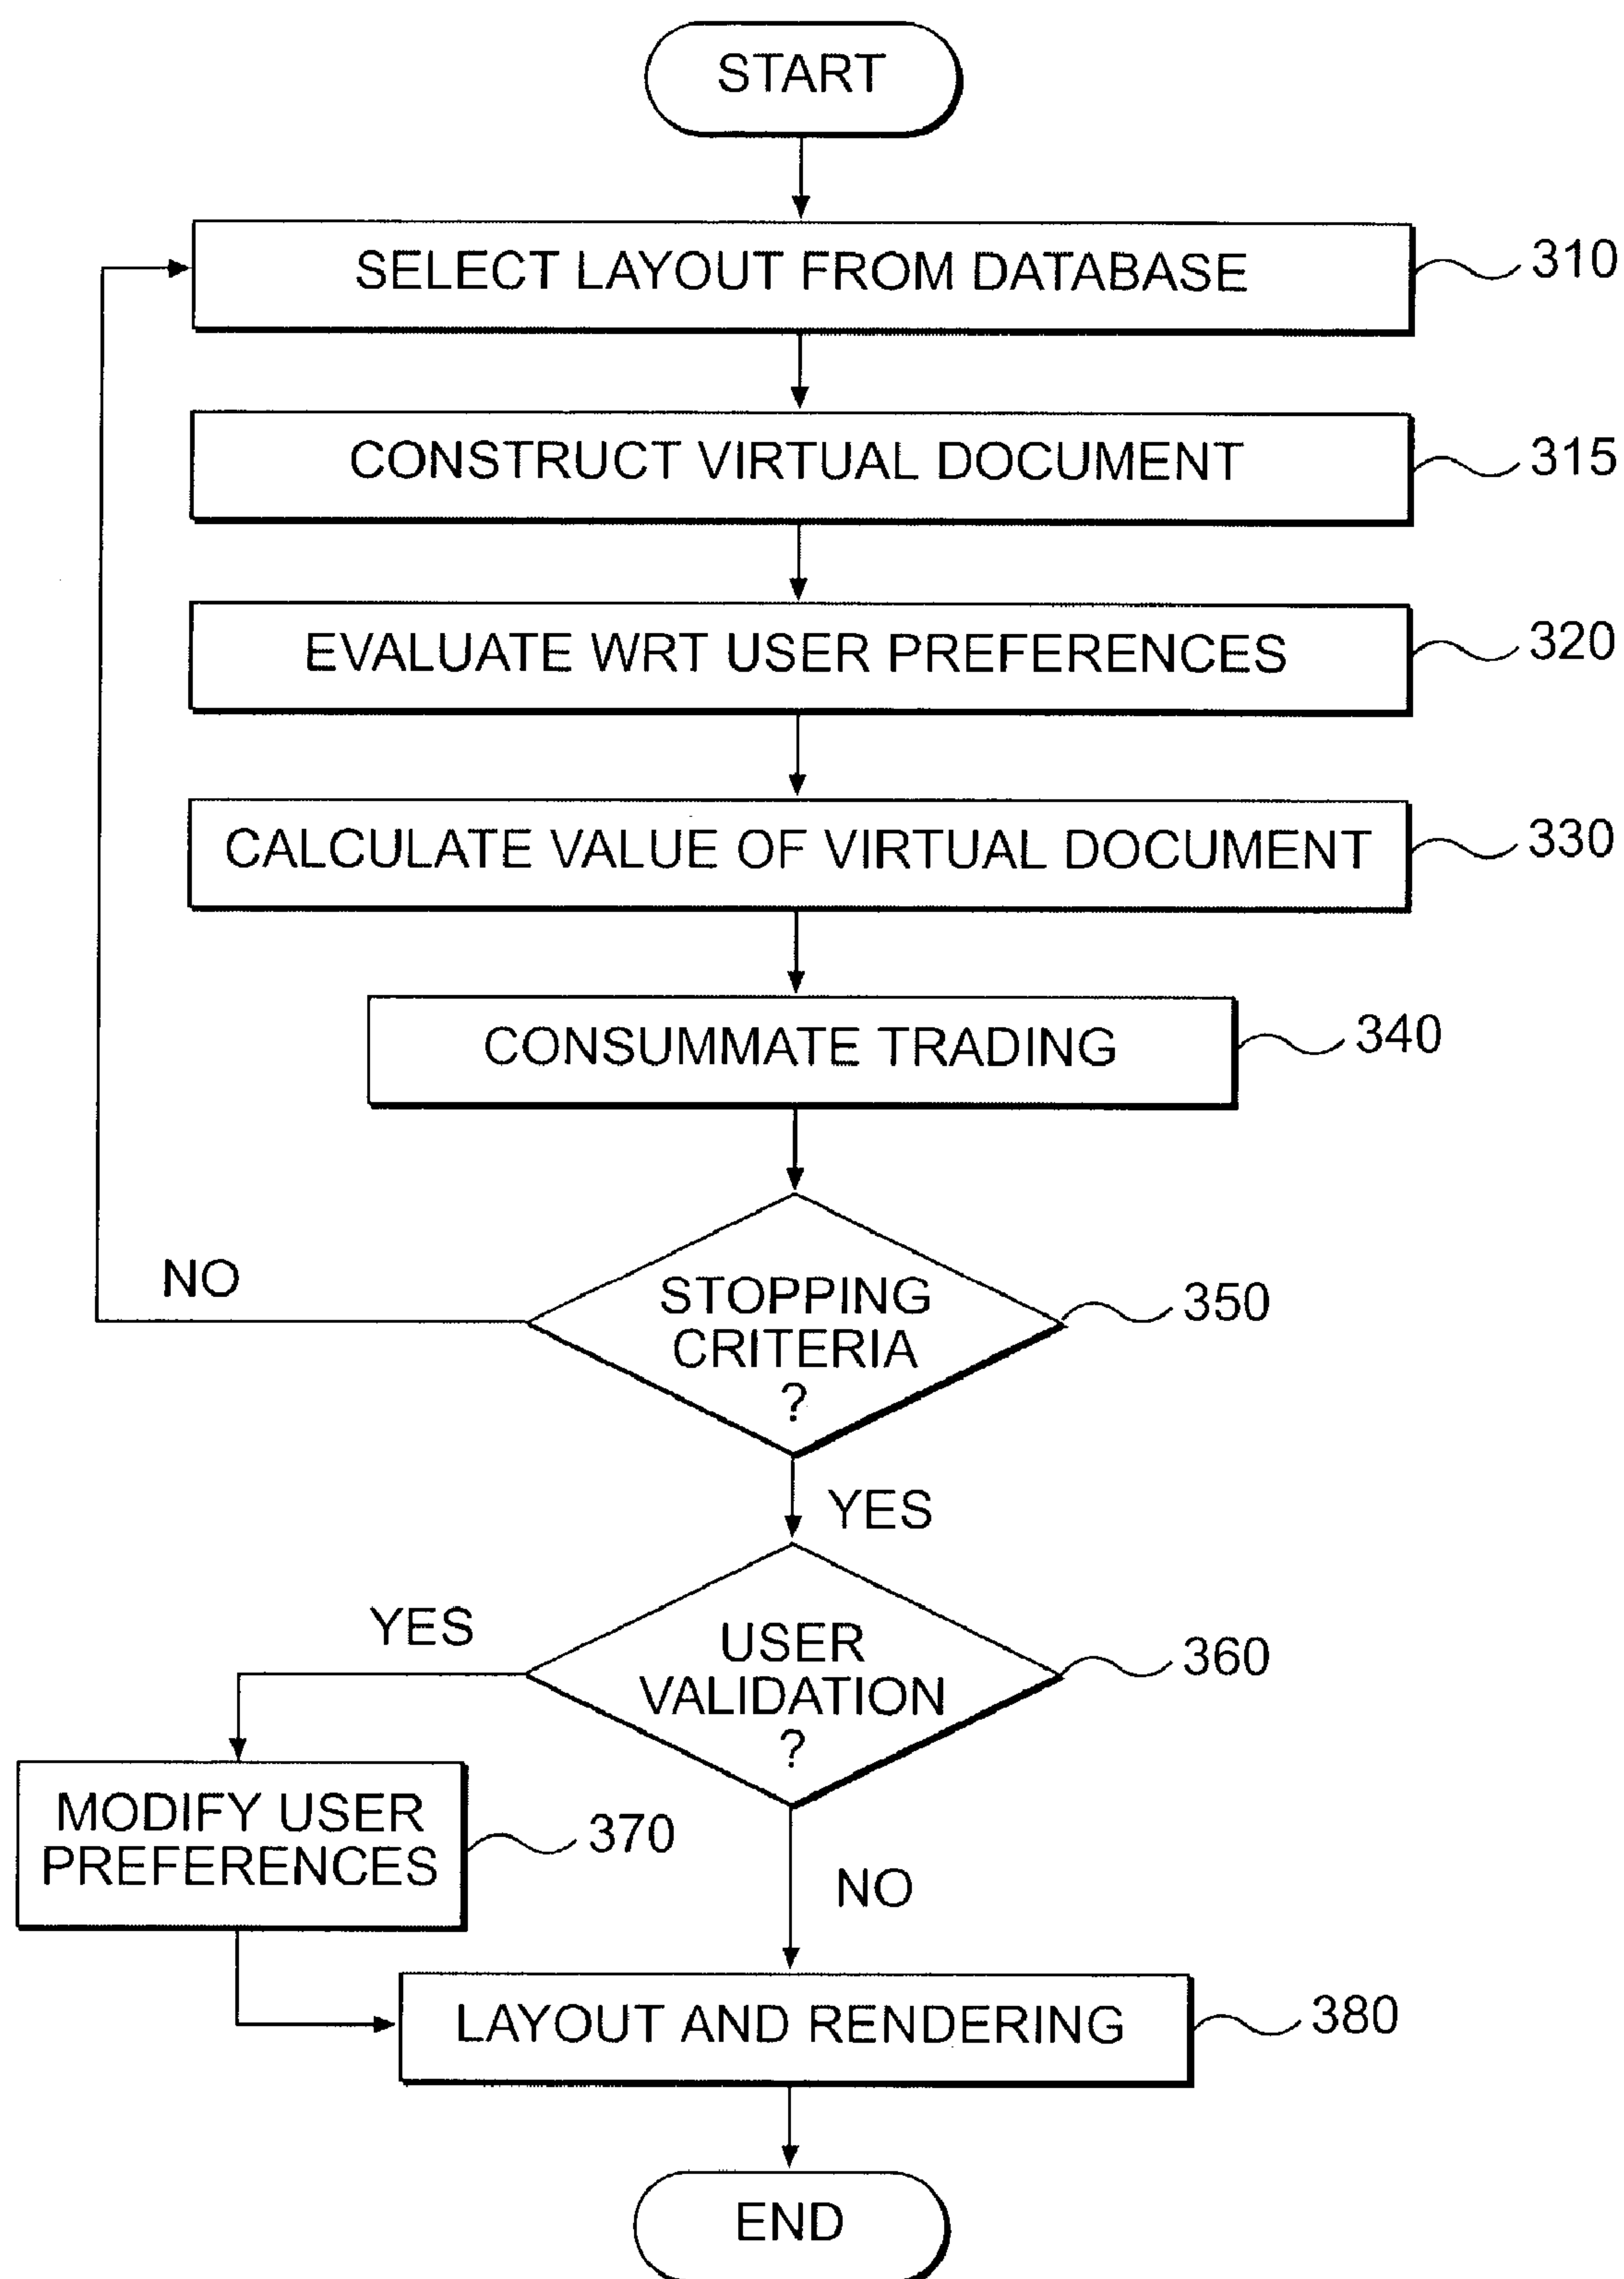 START
SELECT LAYOUT FROM DATABASE
310
CONSTRUCT VIRTUAL DOCUMENT
315
EVALUATE WRT USER PREFERENCES
320
CALCULATE VALUE OF VIRTUAL DOCUMENT
330
CONSUMMATE TRADING
340
NO
STOPPING
CRITERIA
?
350
YES
YES
USER
VALIDATION
?
360
MODIFY USER
PREFERENCES
370
NO
LAYOUT AND RENDERING
380
END